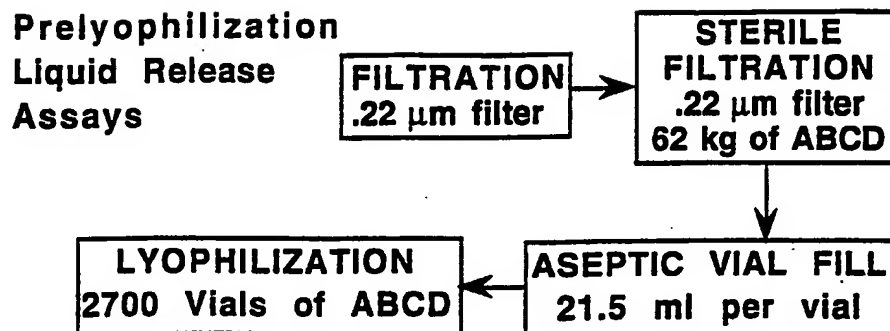 Prelyophilization
Liquid Release
Assays
FILTRATION
.22 μm filter
STERILE
FILTRATION
.22 μm filter
62 kg of ABCD
ASEPTIC VIAL FILL
21.5 ml per vial
LYOPHILIZATION
2700 Vials of ABCD